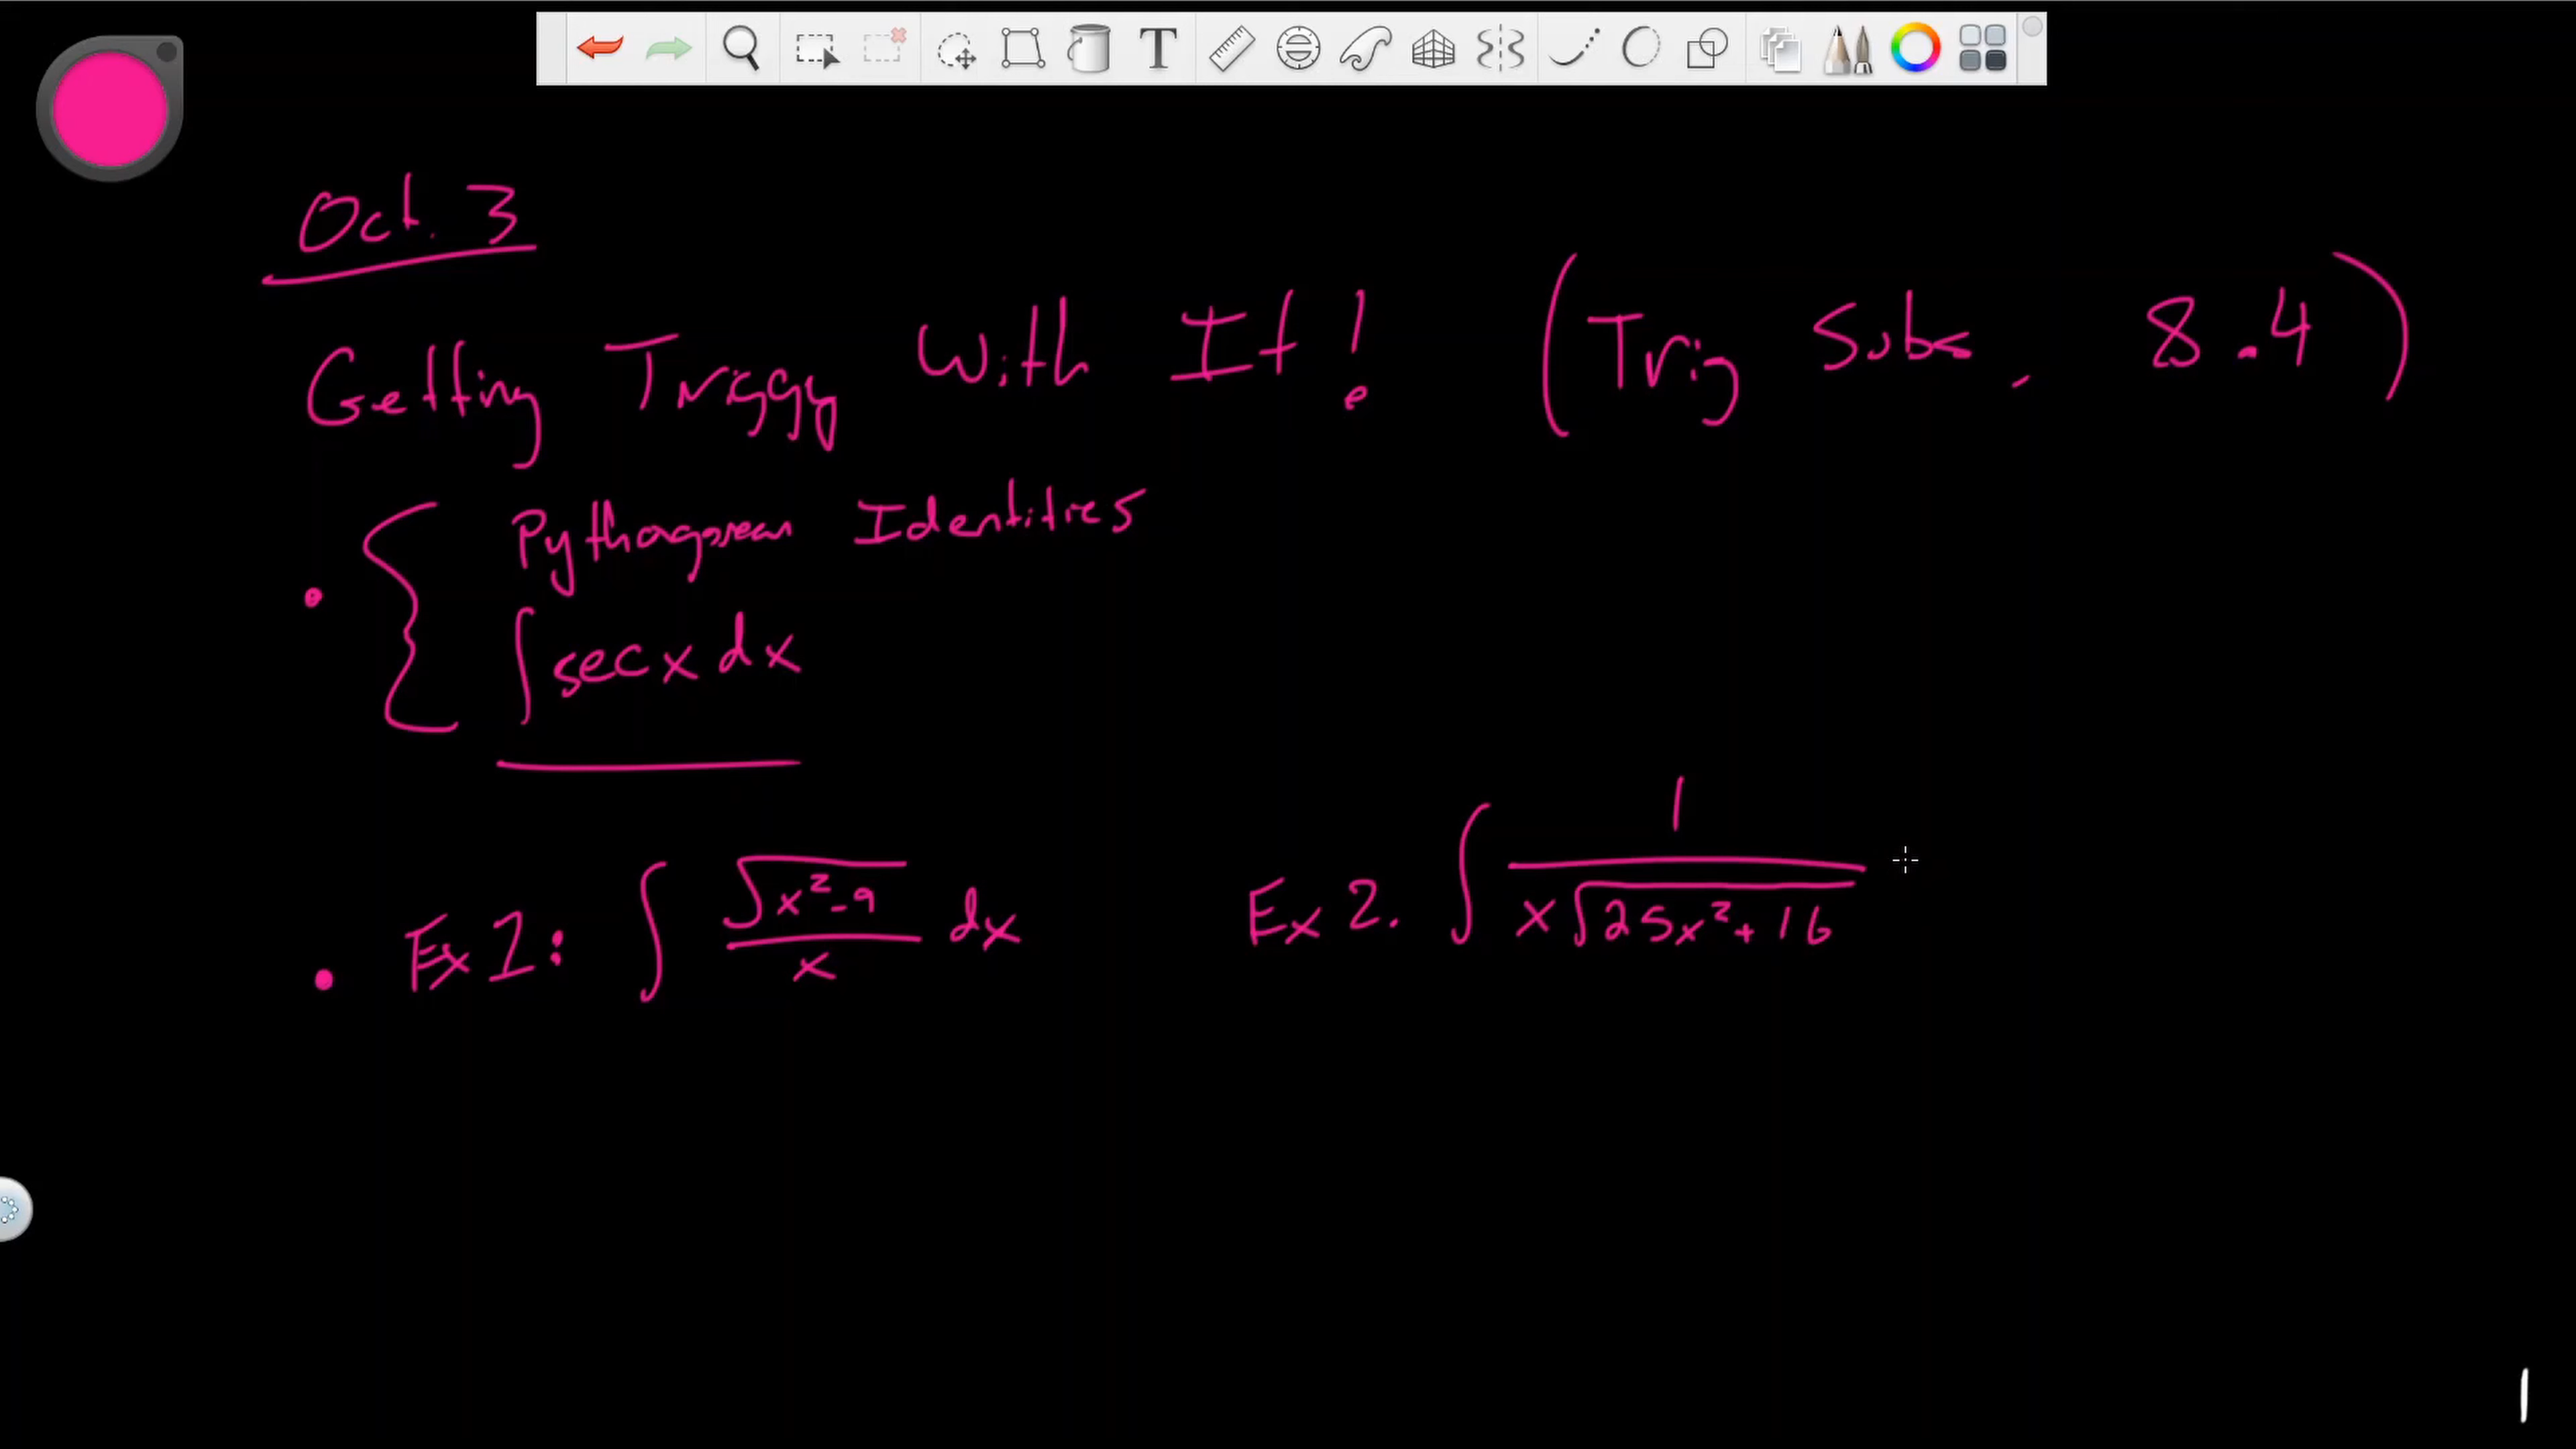 Oct. 3
Getting Triggy With It! (Trig Subs, 8.4)
• { Pythagorean Identities
∫ sec x dx
• Ex 1: ∫ √(x²-9)/x dx Ex 2. ∫ 1/(x√(25x²+16))
1